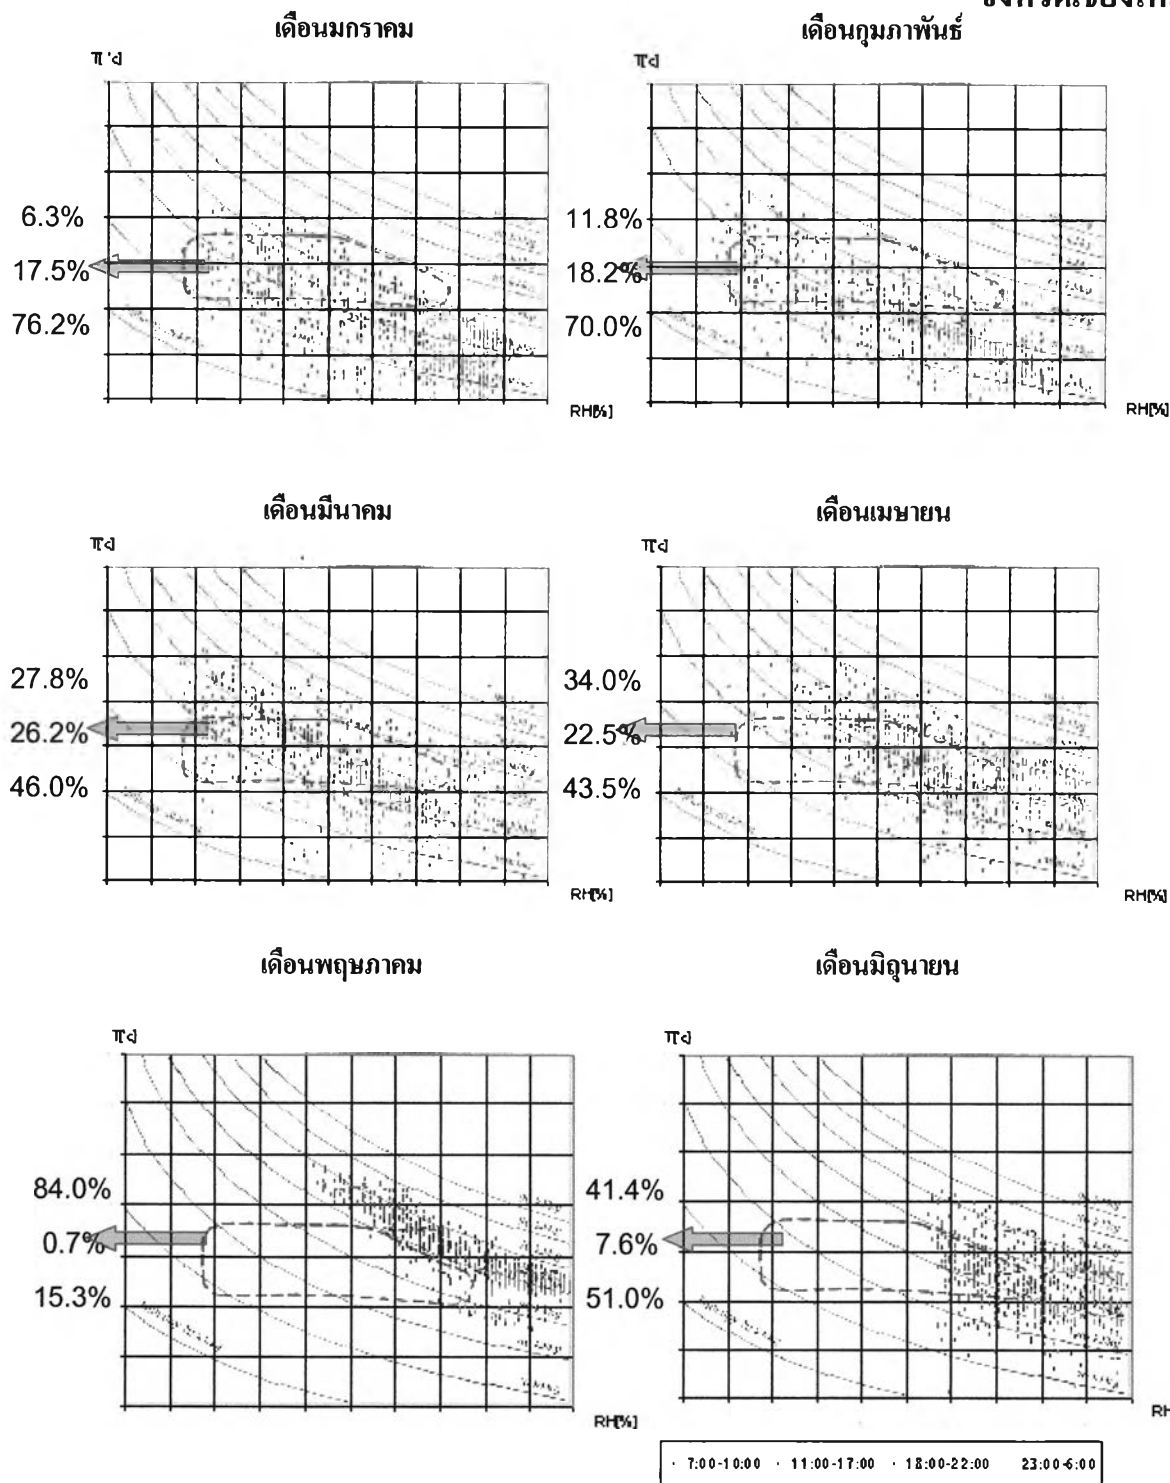 เดือนมกราคม
เดือนกุมภาพันธ์
6.3%
17.5%
76.2%
RH[%]
11.8%
18.2%
70.0%
RH[%]
เดือนมีนาคม
เดือนเมษายน
27.8%
26.2%
46.0%
RH[%]
34.0%
22.5%
43.5%
RH[%]
เดือนพฤษภาคม
เดือนมิถุนายน
84.0%
0.7%
15.3%
RH[%]
41.4%
7.6%
51.0%
RH
7:00-10:00 11:00-17:00 18:00-22:00 23:00-6:00